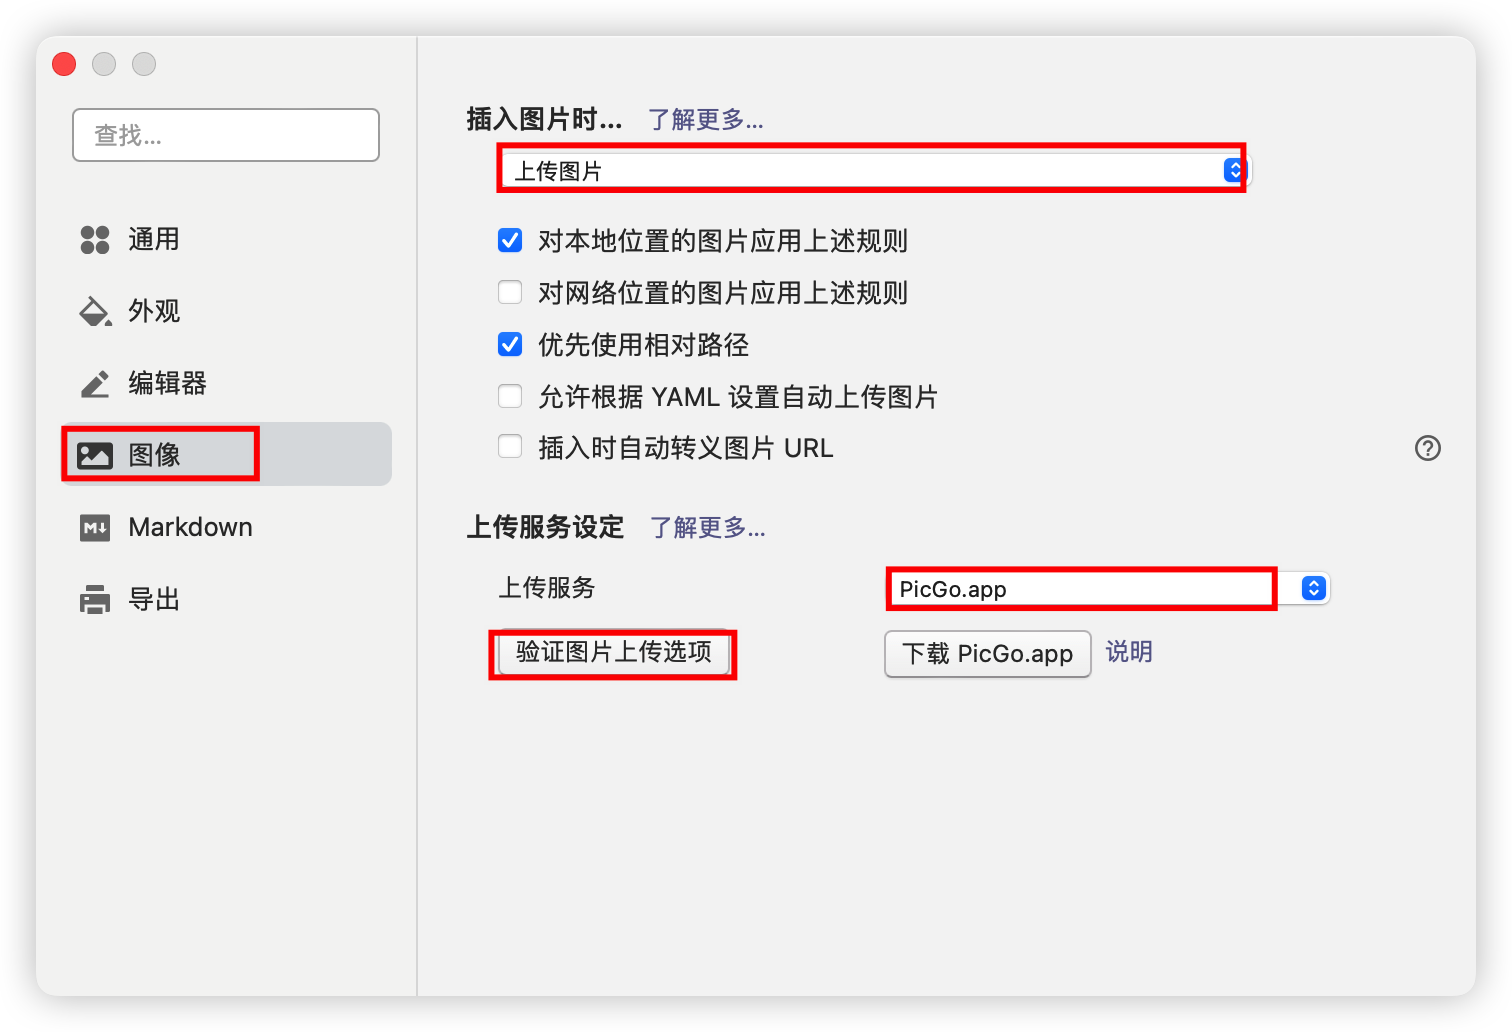 查找...
通用
外观
编辑器
图像
M↓
Markdown
导出
插入图片时... 了解更多...
上传图片
对本地位置的图片应用上述规则
对网络位置的图片应用上述规则
优先使用相对路径
允许根据 YAML 设置自动上传图片
插入时自动转义图片 URL
?
上传服务设定 了解更多...
上传服务 PicGo.app
验证图片上传选项 下载 PicGo.app 说明